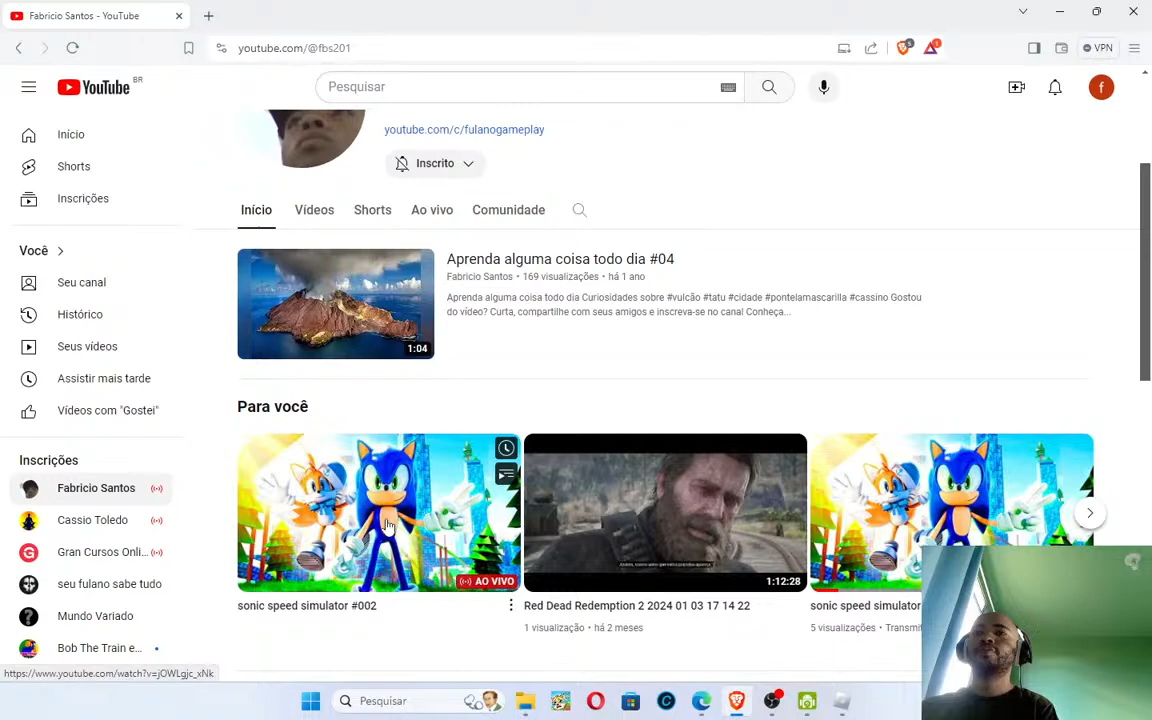 Fabricio Santos - YouTube
youtube.com/@fbs201
VPN
YouTube BR
Pesquisar
f
youtube.com/c/fulanogameplay
Inscrito
Início
Shorts
Inscrições
Você
Seu canal
Histórico
Seus vídeos
Assistir mais tarde
Vídeos com "Gostei"
Inscrições
Fabricio Santos
Cassio Toledo
Gran Cursos Onli...
seu fulano sabe tudo
Mundo Variado
Bob The Train e...
Início Vídeos Shorts Ao vivo Comunidade
Aprenda alguma coisa todo dia #04
Fabricio Santos • 169 visualizações • há 1 ano
Aprenda alguma coisa todo dia Curiosidades sobre #vulcão #tatu #cidade #pontelamascarilla #cassino Gostou
do vídeo? Curta, compartilhe com seus amigos e inscreva-se no canal Conheça...
1:04
Para você
AO VIVO
sonic speed simulator #002
1:12:28
Red Dead Redemption 2 2024 01 03 17 14 22
1 visualização • há 2 meses
sonic speed simulator
5 visualizações • Transmit
https://www.youtube.com/watch?v=jOWLgjc_xNk
Pesquisar